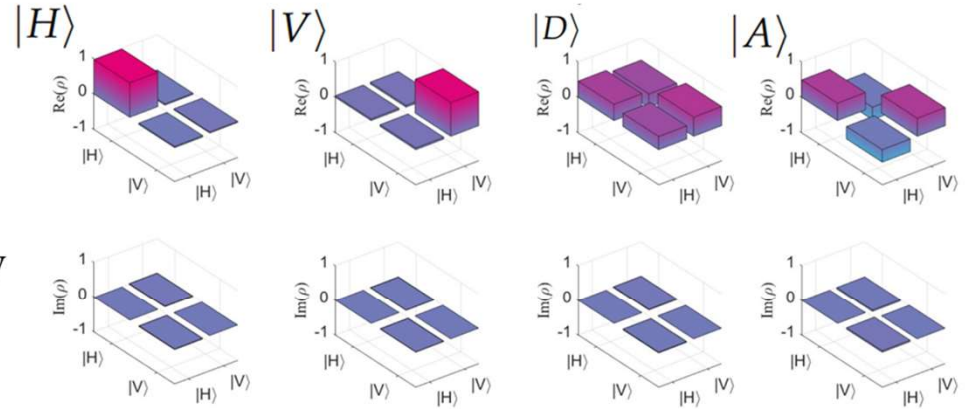 |H⟩ |V⟩ |D⟩ |A⟩
1 1 1 1
Re(ρ) 0 Re(ρ) 0 Re(ρ) 0 Re(ρ) 0
-1 -1 -1 -1
|H⟩ |H⟩ |H⟩ |H⟩
|V⟩ |V⟩ |V⟩ |V⟩ |V⟩ |V⟩ |V⟩ |V⟩
|H⟩ |H⟩ |H⟩ |H⟩
1 1 1 1
Im(ρ) 0 Im(ρ) 0 Im(ρ) 0 Im(ρ) 0
-1 -1 -1 -1
|H⟩ |H⟩ |H⟩ |H⟩
|V⟩ |V⟩ |V⟩ |V⟩ |V⟩ |V⟩ |V⟩ |V⟩
|H⟩ |H⟩ |H⟩ |H⟩